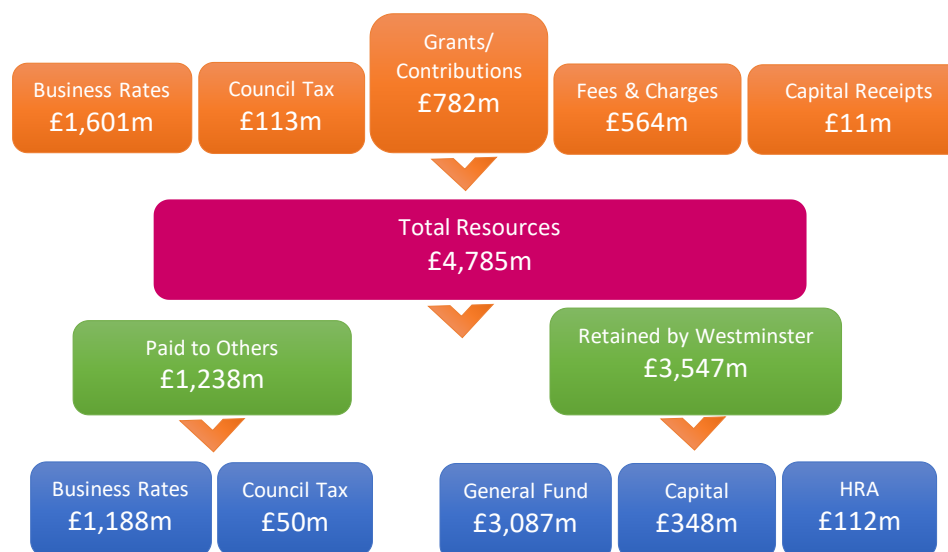 Business Rates
£1,601m
Council Tax
£113m
Grants/
Contributions
£782m
Fees & Charges
£564m
Capital Receipts
£11m
Total Resources
£4,785m
Paid to Others
£1,238m
Retained by Westminster
£3,547m
Business Rates
£1,188m
Council Tax
£50m
General Fund
£3,087m
Capital
£348m
HRA
£112m